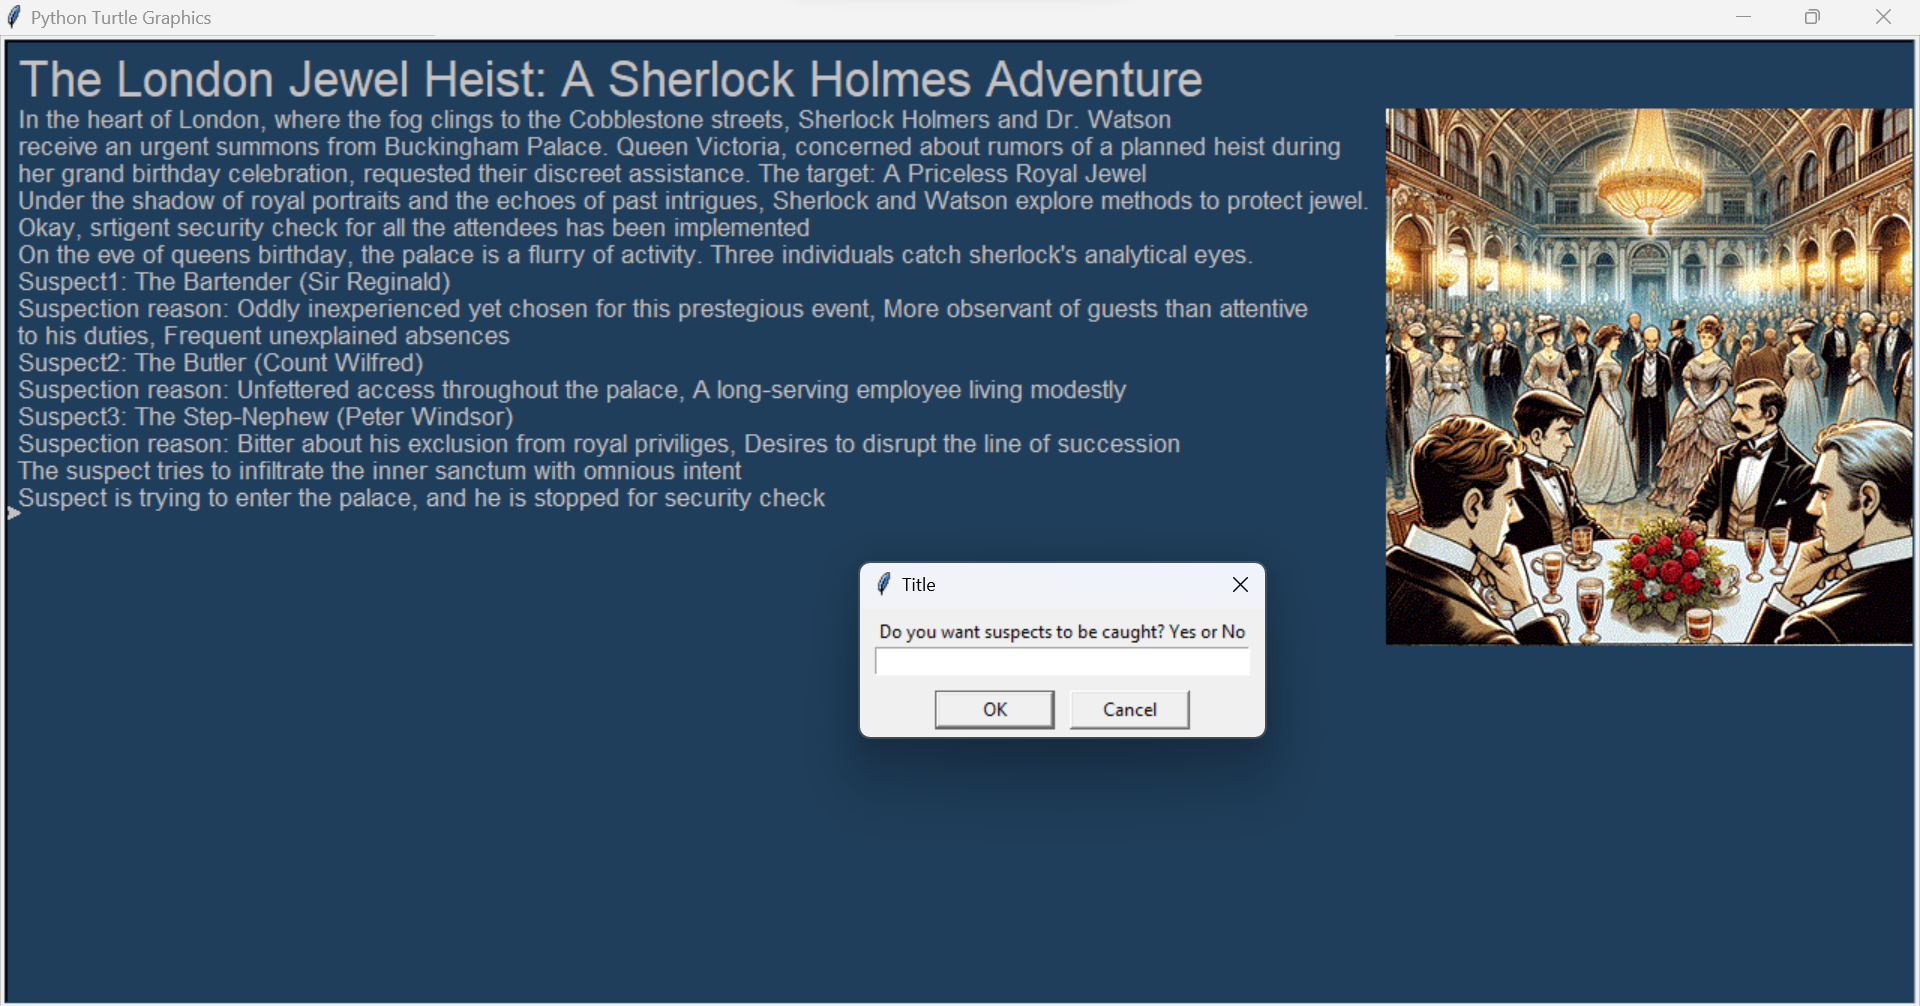 Python Turtle Graphics
The London Jewel Heist: A Sherlock Holmes Adventure
In the heart of London, where the fog clings to the Cobblestone streets, Sherlock Holmers and Dr. Watson
receive an urgent summons from Buckingham Palace. Queen Victoria, concerned about rumors of a planned heist during
her grand birthday celebration, requested their discreet assistance. The target: A Priceless Royal Jewel
Under the shadow of royal portraits and the echoes of past intrigues, Sherlock and Watson explore methods to protect jewel.
Okay, srtigent security check for all the attendees has been implemented
On the eve of queens birthday, the palace is a flurry of activity. Three individuals catch sherlock's analytical eyes.
Suspect1: The Bartender (Sir Reginald)
Suspection reason: Oddly inexperienced yet chosen for this prestegious event, More observant of guests than attentive
to his duties, Frequent unexplained absences
Suspect2: The Butler (Count Wilfred)
Suspection reason: Unfettered access throughout the palace, A long-serving employee living modestly
Suspect3: The Step-Nephew (Peter Windsor)
Suspection reason: Bitter about his exclusion from royal priviliges, Desires to disrupt the line of succession
The suspect tries to infiltrate the inner sanctum with omnious intent
Suspect is trying to enter the palace, and he is stopped for security check
Title
Do you want suspects to be caught? Yes or No
OK
Cancel